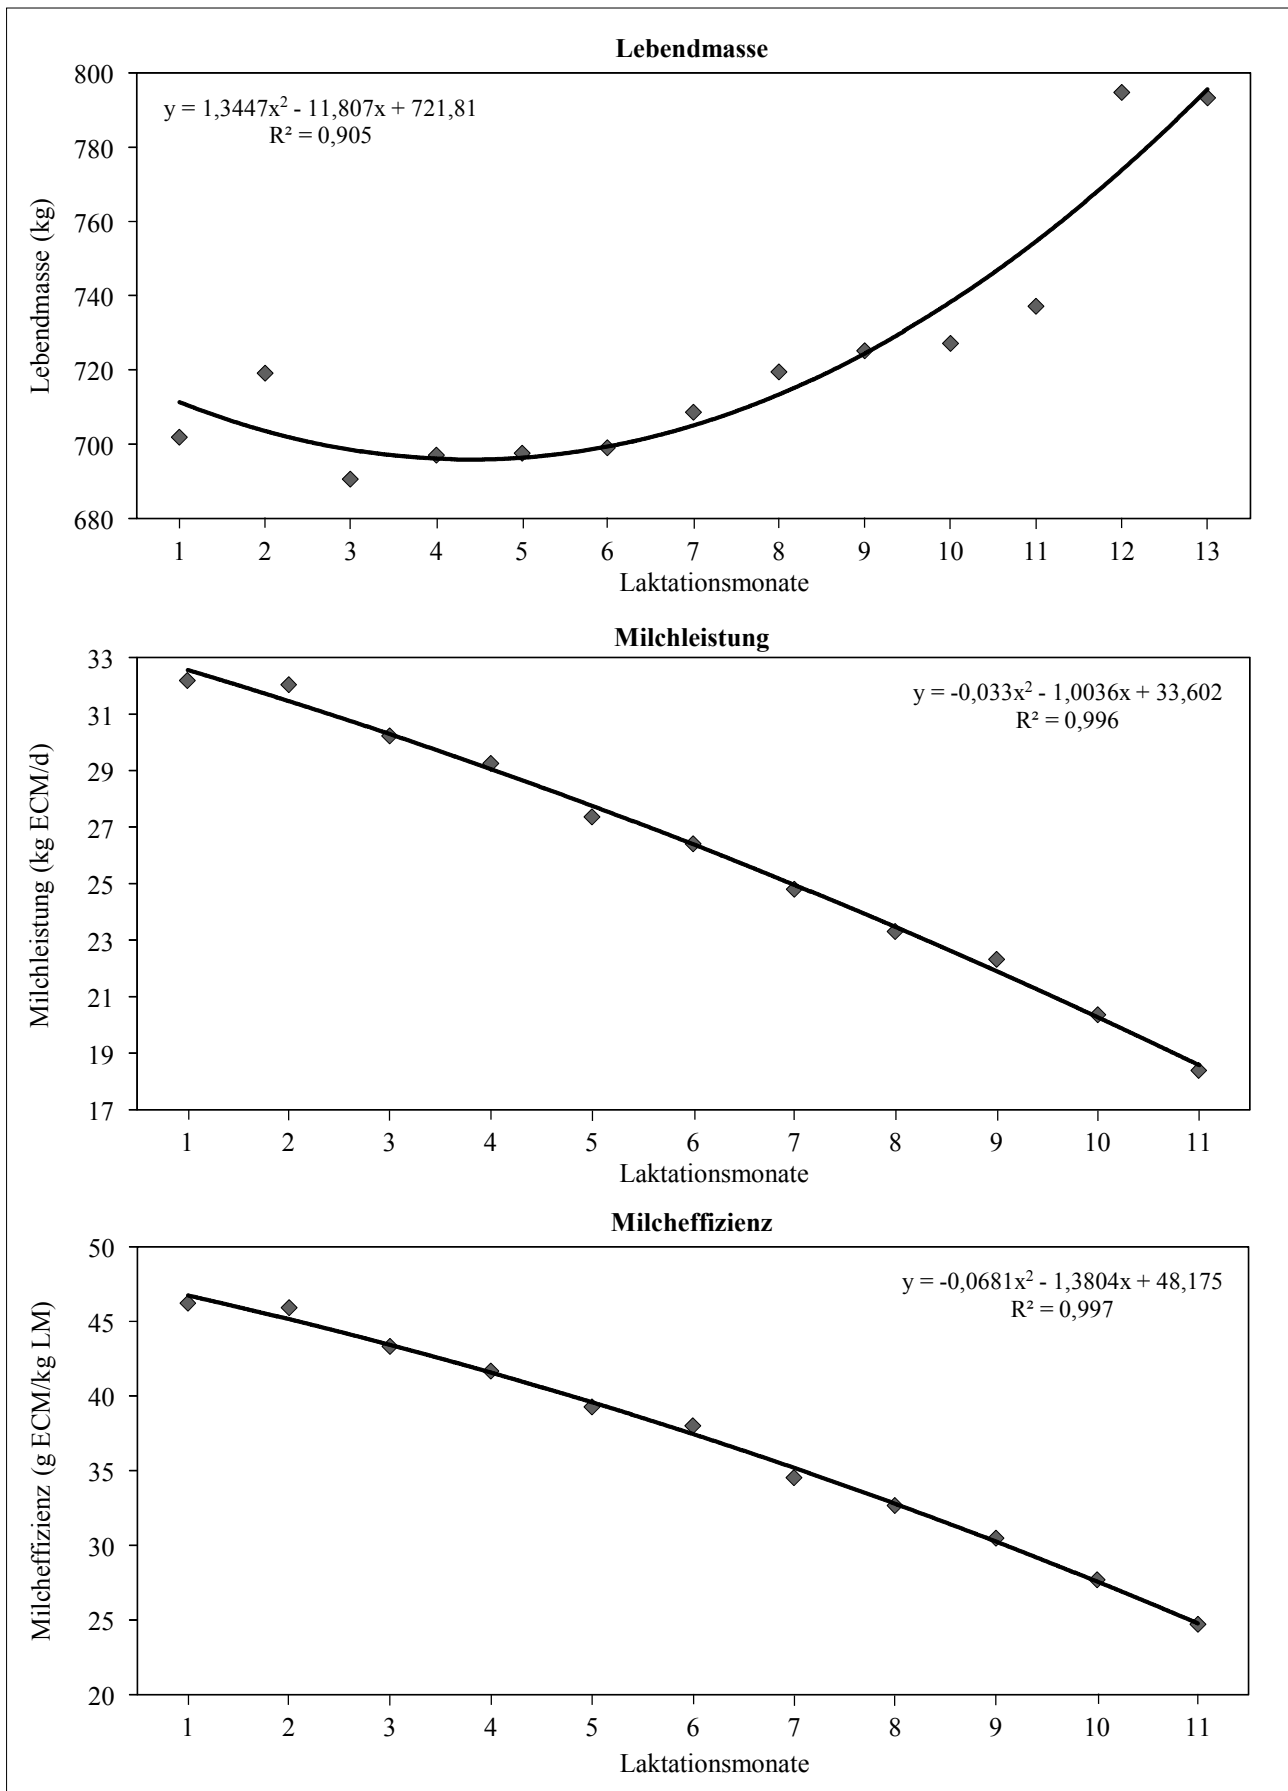 Lebendmasse
y = 1,3447x² - 11,807x + 721,81
R² = 0,905
Lebendmasse (kg)
800
780
760
740
720
700
680
1 2 3 4 5 6 7 8 9 10 11 12 13
Laktationsmonate
Milchleistung
y = -0,033x² - 1,0036x + 33,602
R² = 0,996
Milchleistung (kg ECM/d)
33
31
29
27
25
23
21
19
17
1 2 3 4 5 6 7 8 9 10 11
Laktationsmonate
Milcheffizienz
y = -0,0681x² - 1,3804x + 48,175
R² = 0,997
Milcheffizienz (g ECM/kg LM)
50
45
40
35
30
25
20
1 2 3 4 5 6 7 8 9 10 11
Laktationsmonate